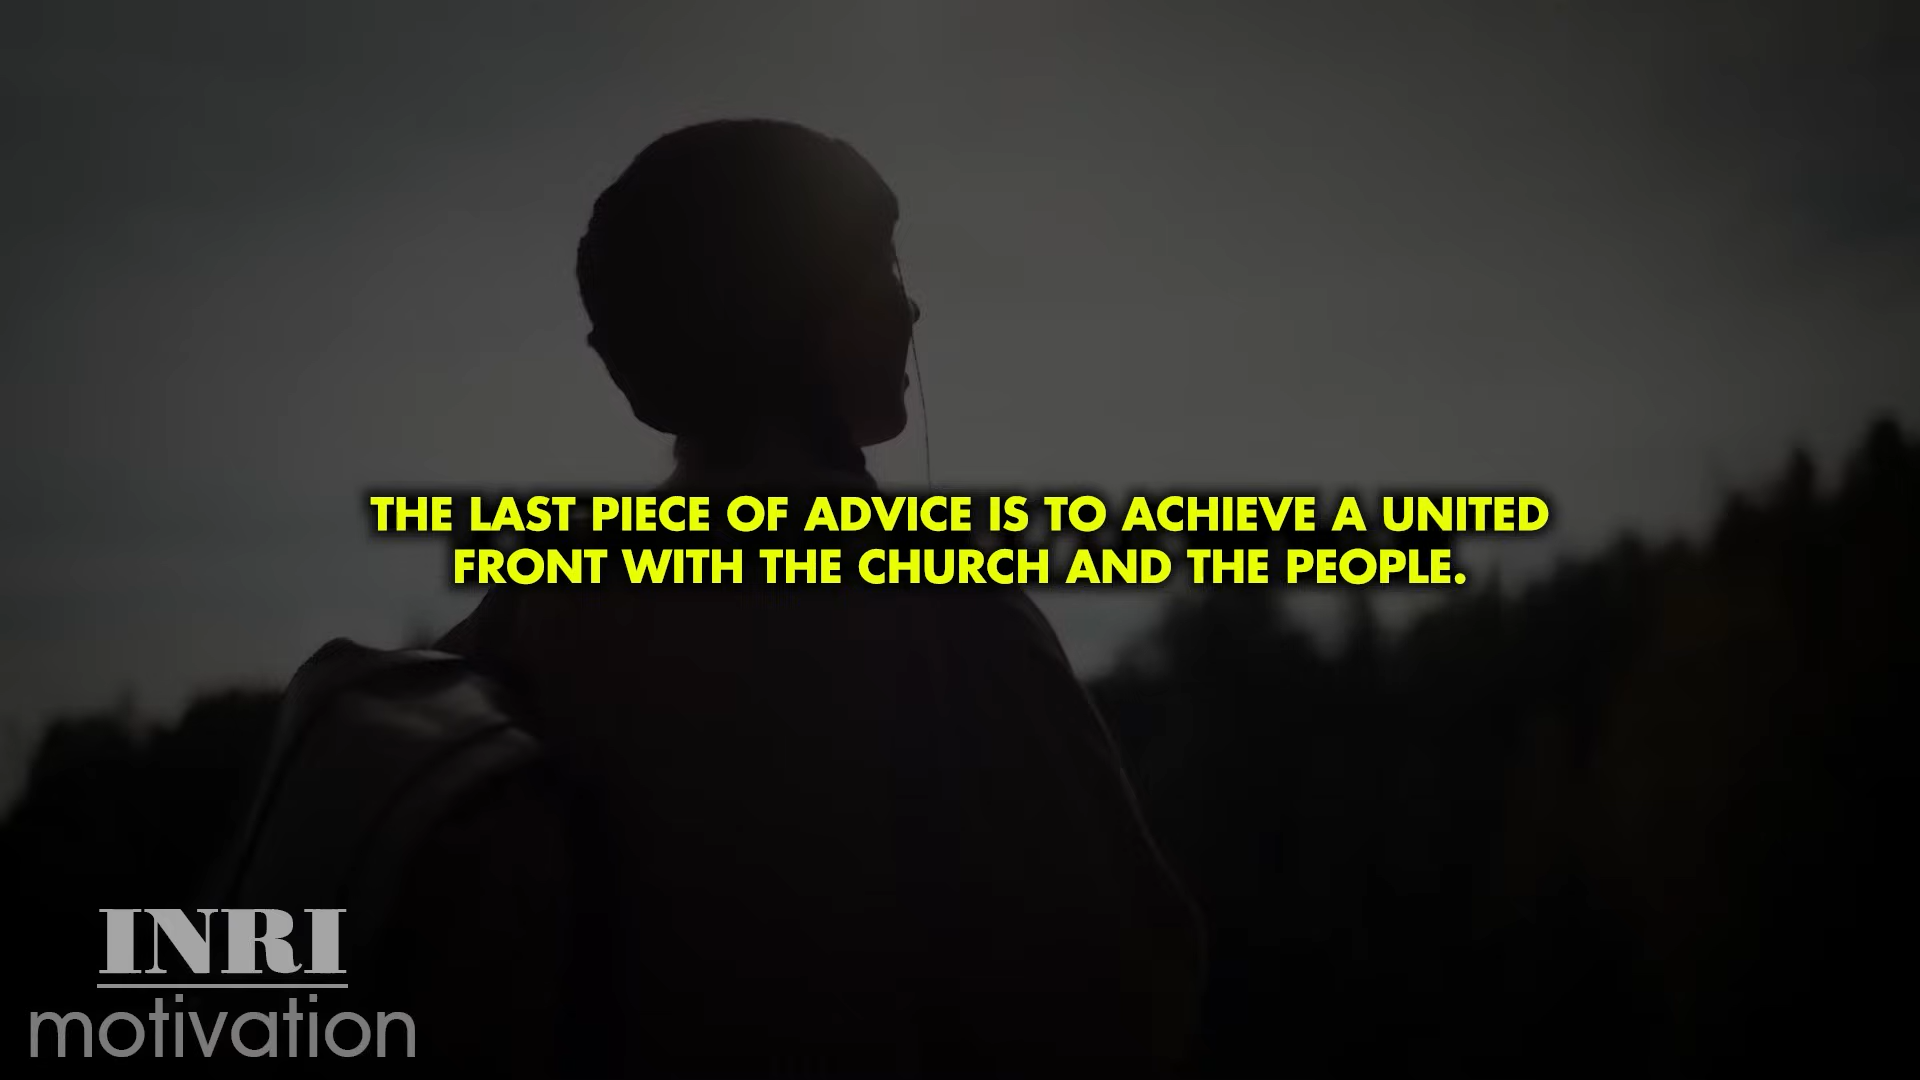 THE LAST PIECE OF ADVICE IS TO ACHIEVE A UNITED
FRONT WITH THE CHURCH AND THE PEOPLE.
INRI
motivation